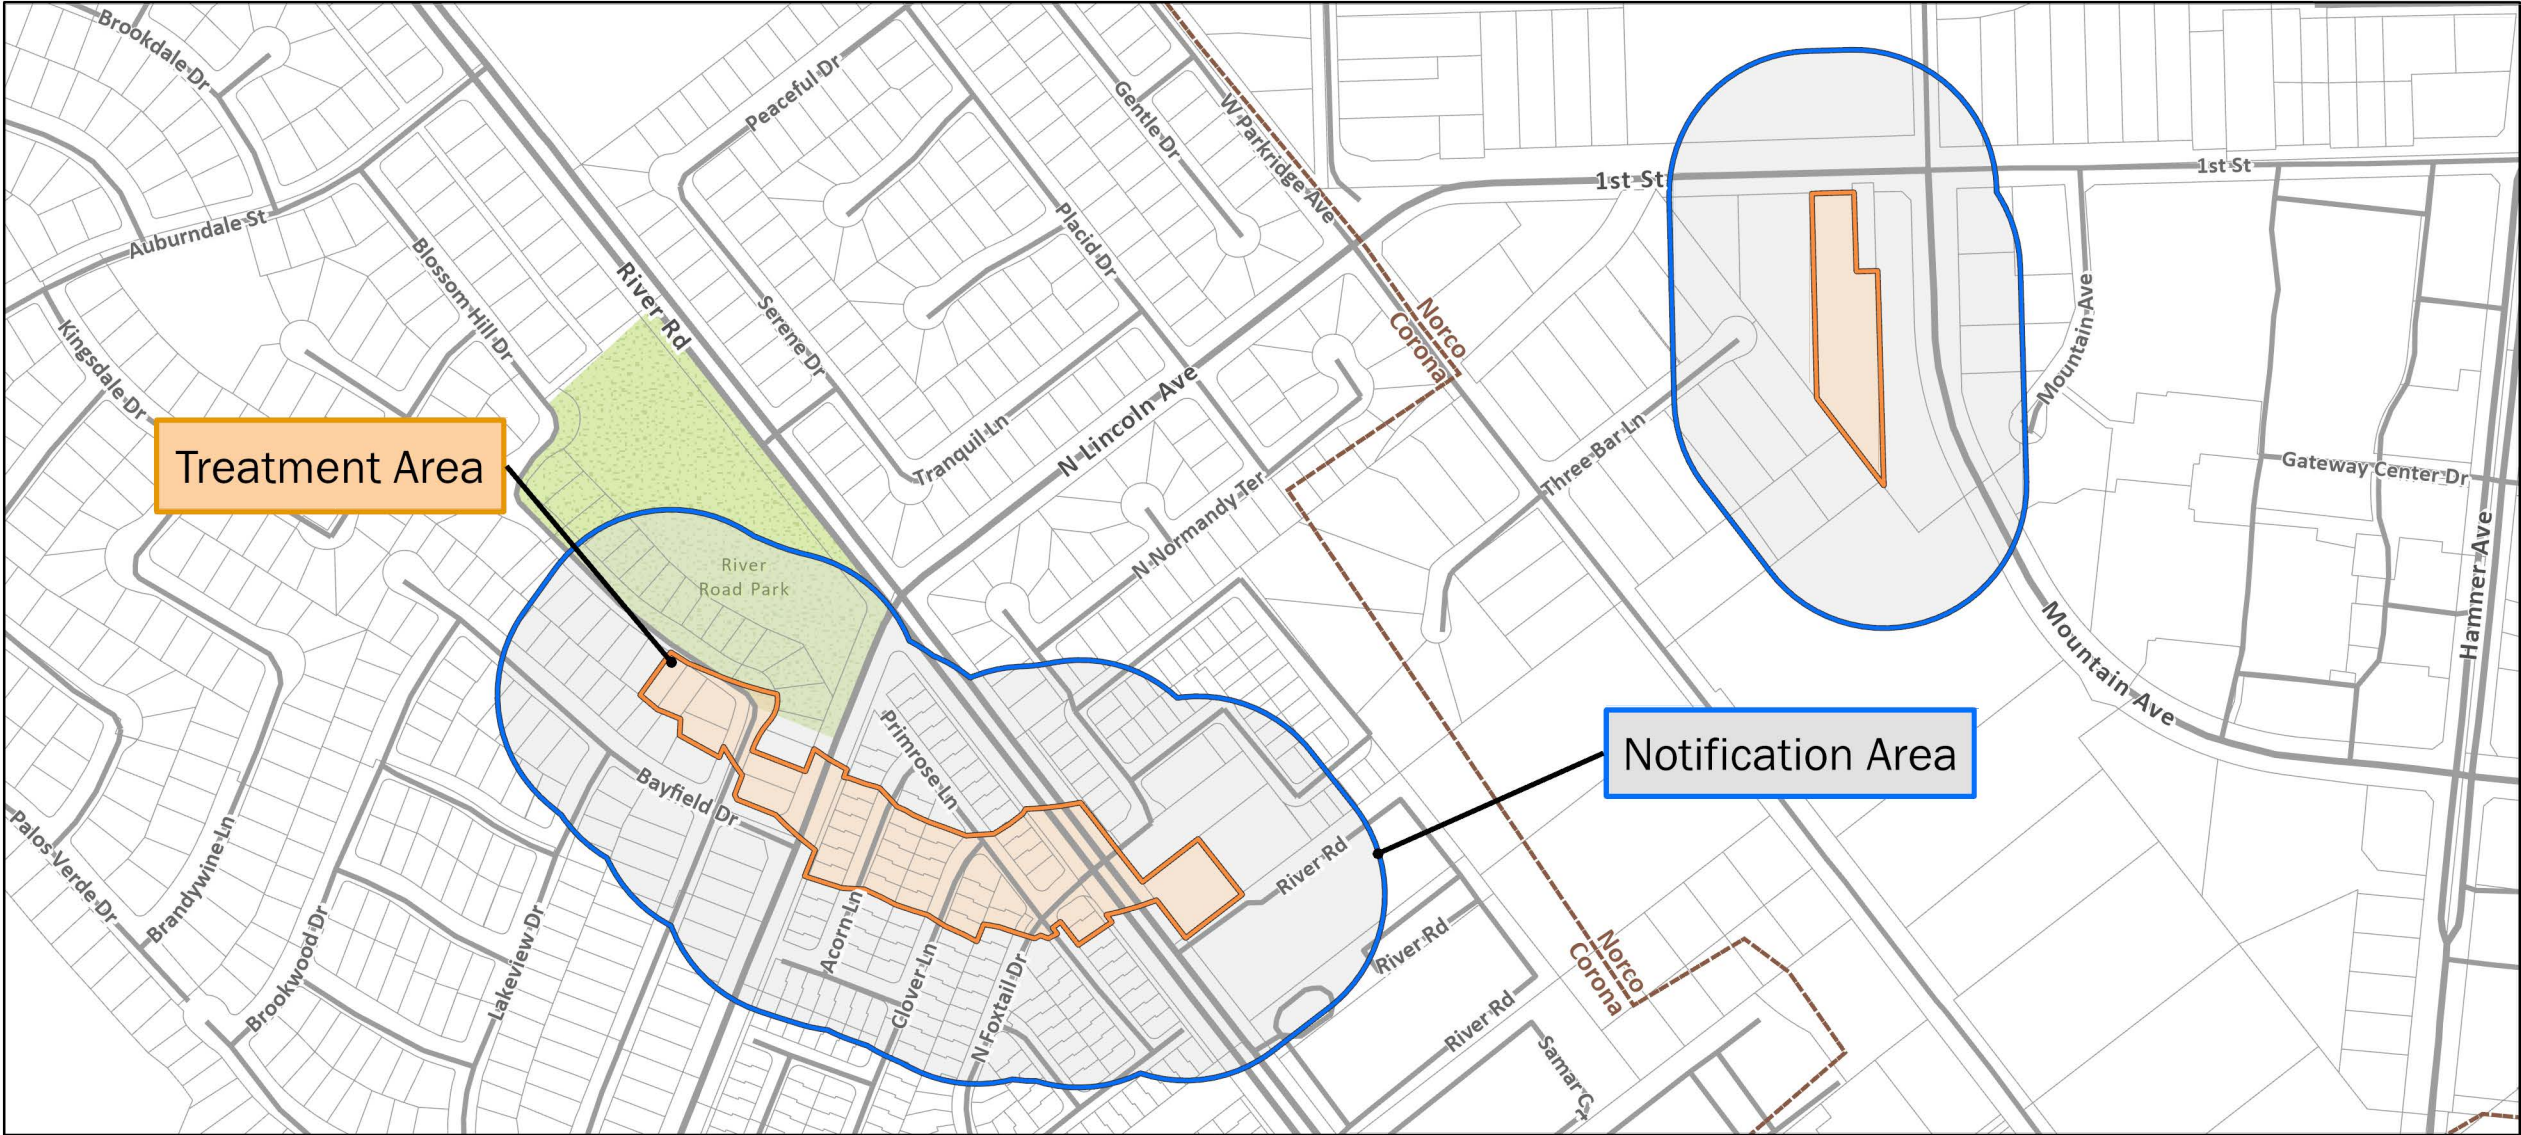 Brookdale Dr
Peaceful Dr
Gentle Dr
W Parkridge Ave
1st St
1st St
Auburndale St
Blossom Hill Dr
River Rd
Placid Dr
Serene Dr
Kingsdale Dr
Norco
Corona
Mountain Ave
Treatment Area
Tranquil Ln
N Lincoln Ave
Three Bar Ln
Gateway Center Dr
N Normandy Ter
Hamner Ave
River
Road Park
Mountain Ave
Primrose Ln
Notification Area
Bayfield Dr
Palos Verde Dr
Brandywine Ln
River Rd
Brookwood Dr
Lakeview Dr
Acorn Ln
Clover Ln
N Foxtail Dr
River Rd
Norco
Corona
River Rd
Samar Ct